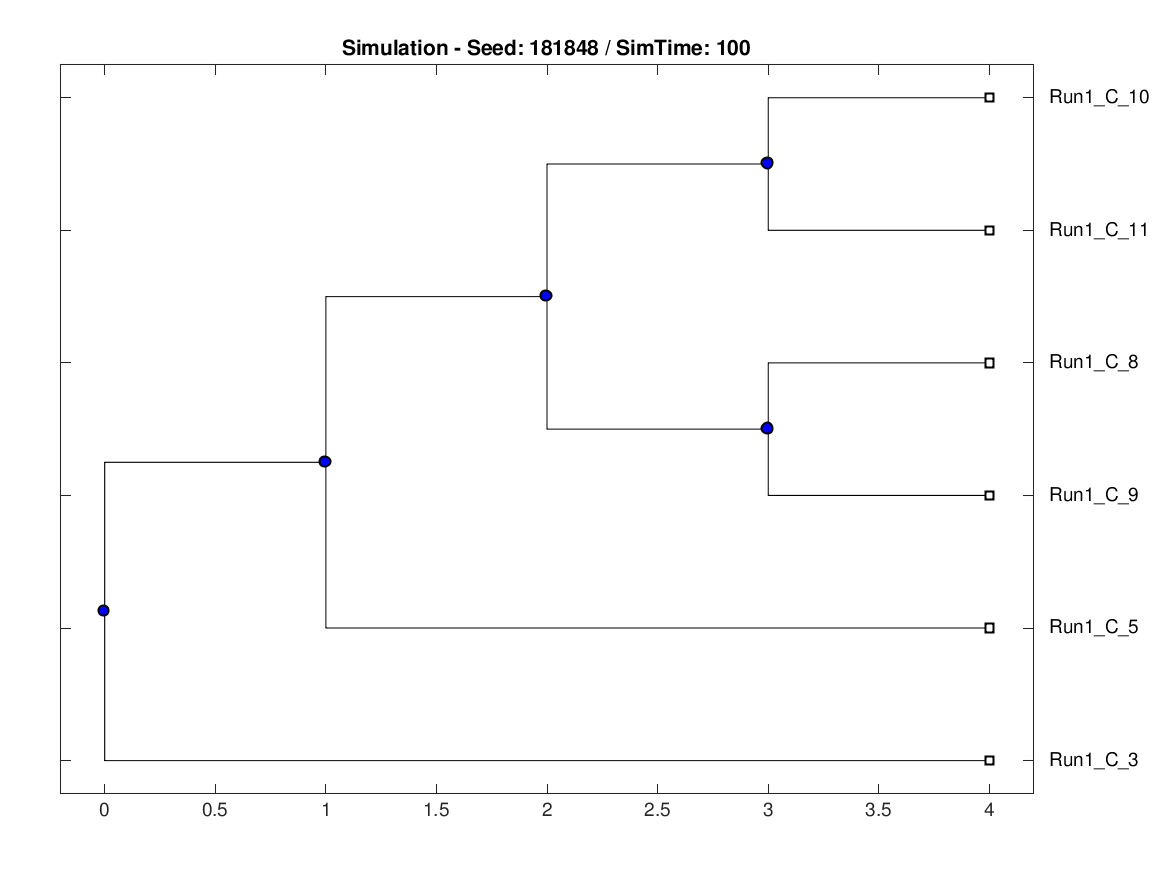 Simulation - Seed: 181848 / SimTime: 100
Run1_C_10
Run1_C_11
Run1_C_8
Run1_C_9
Run1_C_5
Run1_C_3
0 0.5 1 1.5 2 2.5 3 3.5 4